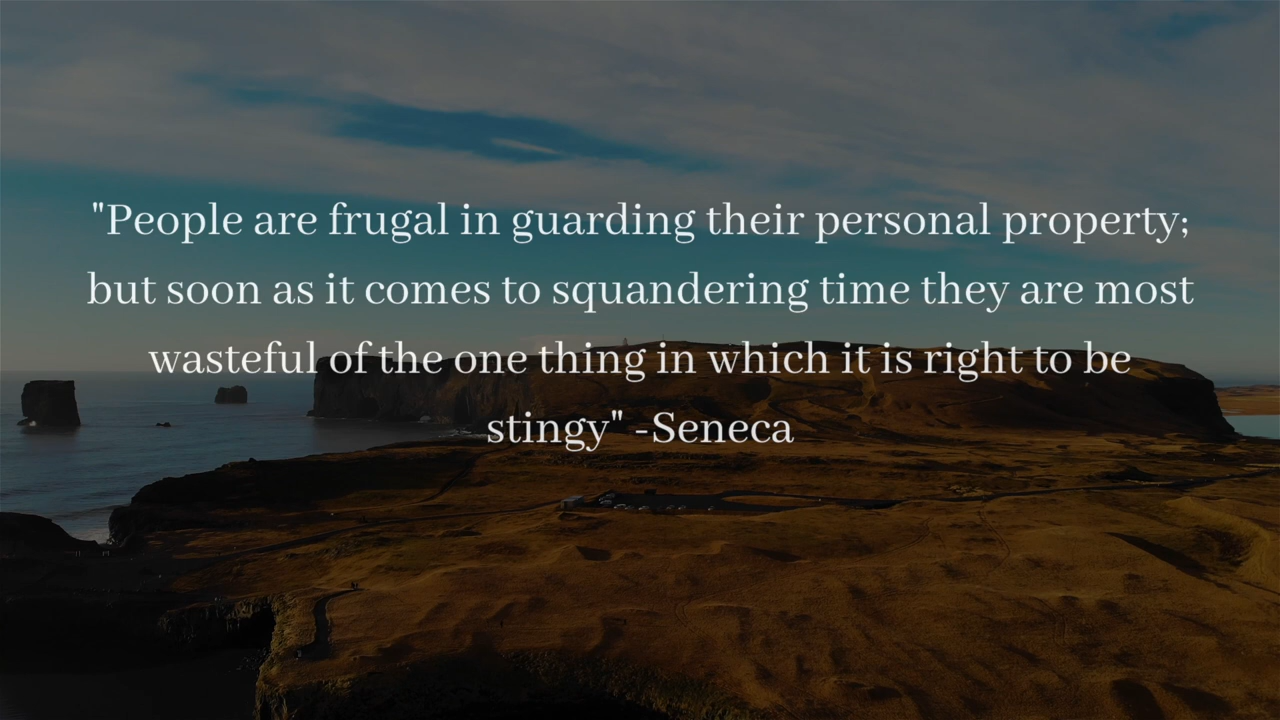 "People are frugal in guarding their personal property;
but soon as it comes to squandering time they are most
wasteful of the one thing in which it is right to be
stingy" -Seneca